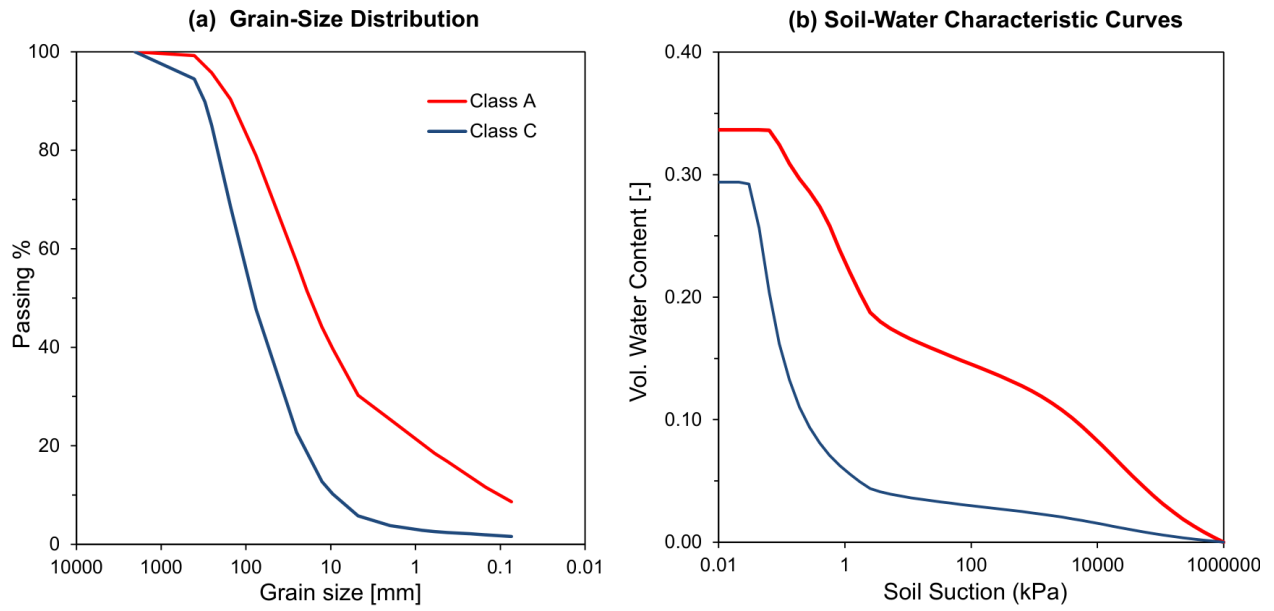 (a) Grain-Size Distribution
100
80
60
40
20
0
Passing %
10000 1000 100 10 1 0.1 0.01
Grain size [mm]
Class A
Class C
(b) Soil-Water Characteristic Curves
0.40
0.30
0.20
0.10
0.00
Vol. Water Content [-]
0.01 1 100 10000 1000000
Soil Suction (kPa)